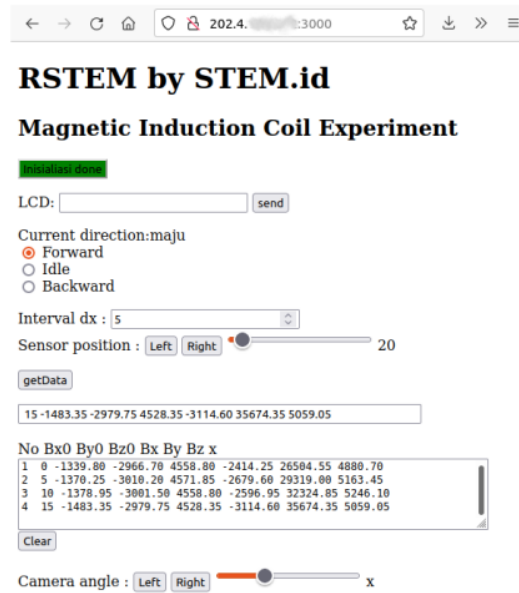 202.4. :3000
RSTEM by STEM.id
Magnetic Induction Coil Experiment
Inisialiasi done
LCD: send
Current direction:maju
Forward
Idle
Backward
Interval dx : 5
Sensor position : Left Right 20
getData
15 -1483.35 -2979.75 4528.35 -3114.60 35674.35 5059.05
No Bx0 By0 Bz0 Bx By Bz x
1 0 -1339.80 -2966.70 4558.80 -2414.25 26504.55 4880.70
2 5 -1370.25 -3010.20 4571.85 -2679.60 29319.00 5163.45
3 10 -1378.95 -3001.50 4558.80 -2596.95 32324.85 5246.10
4 15 -1483.35 -2979.75 4528.35 -3114.60 35674.35 5059.05
Clear
Camera angle : Left Right x